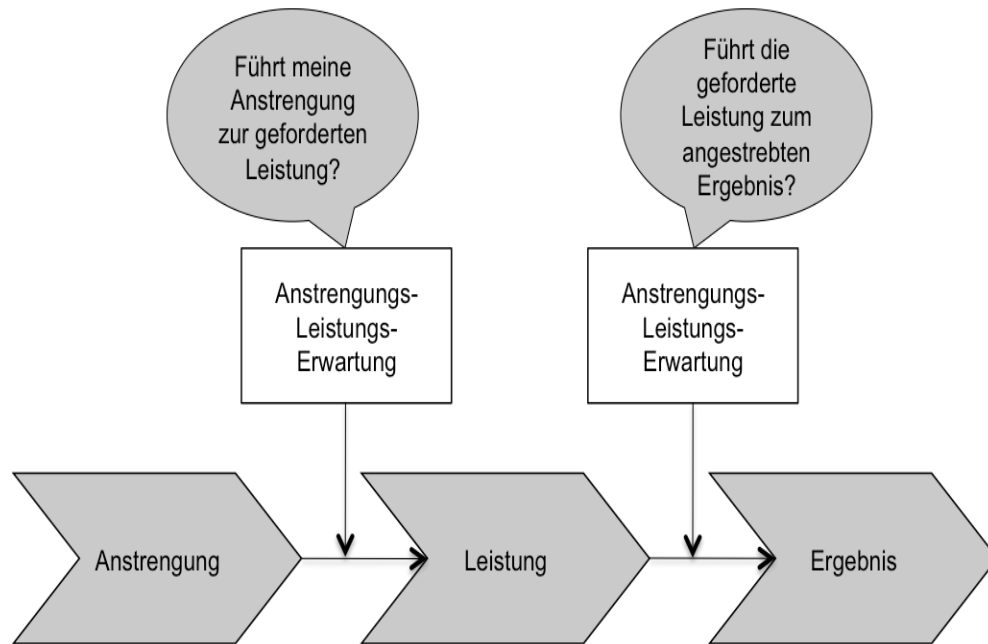 Führt meine
Anstrengung
zur geforderten
Leistung?
Führt die
geforderte
Leistung zum
angestrebten
Ergebnis?
Anstrengungs-
Leistungs-
Erwartung
Anstrengungs-
Leistungs-
Erwartung
Anstrengung
Leistung
Ergebnis